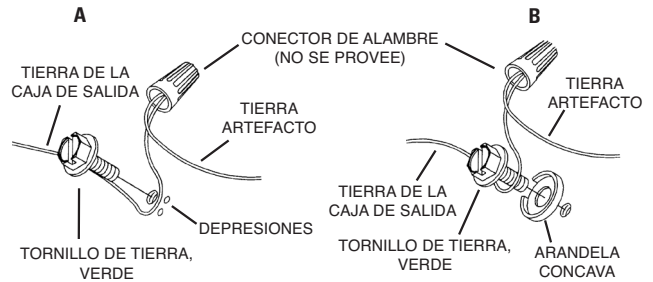 A
B
CONECTOR DE ALAMBRE
(NO SE PROVEE)
TIERRA DE LA
CAJA DE SALIDA
TIERRA
ARTEFACTO
DEPRESIONES
TORNILLO DE TIERRA,
VERDE
TIERRA
ARTEFACTO
TIERRA DE LA
CAJA DE SALIDA
TORNILLO DE TIERRA,
VERDE
ARANDELA
CONCAVA